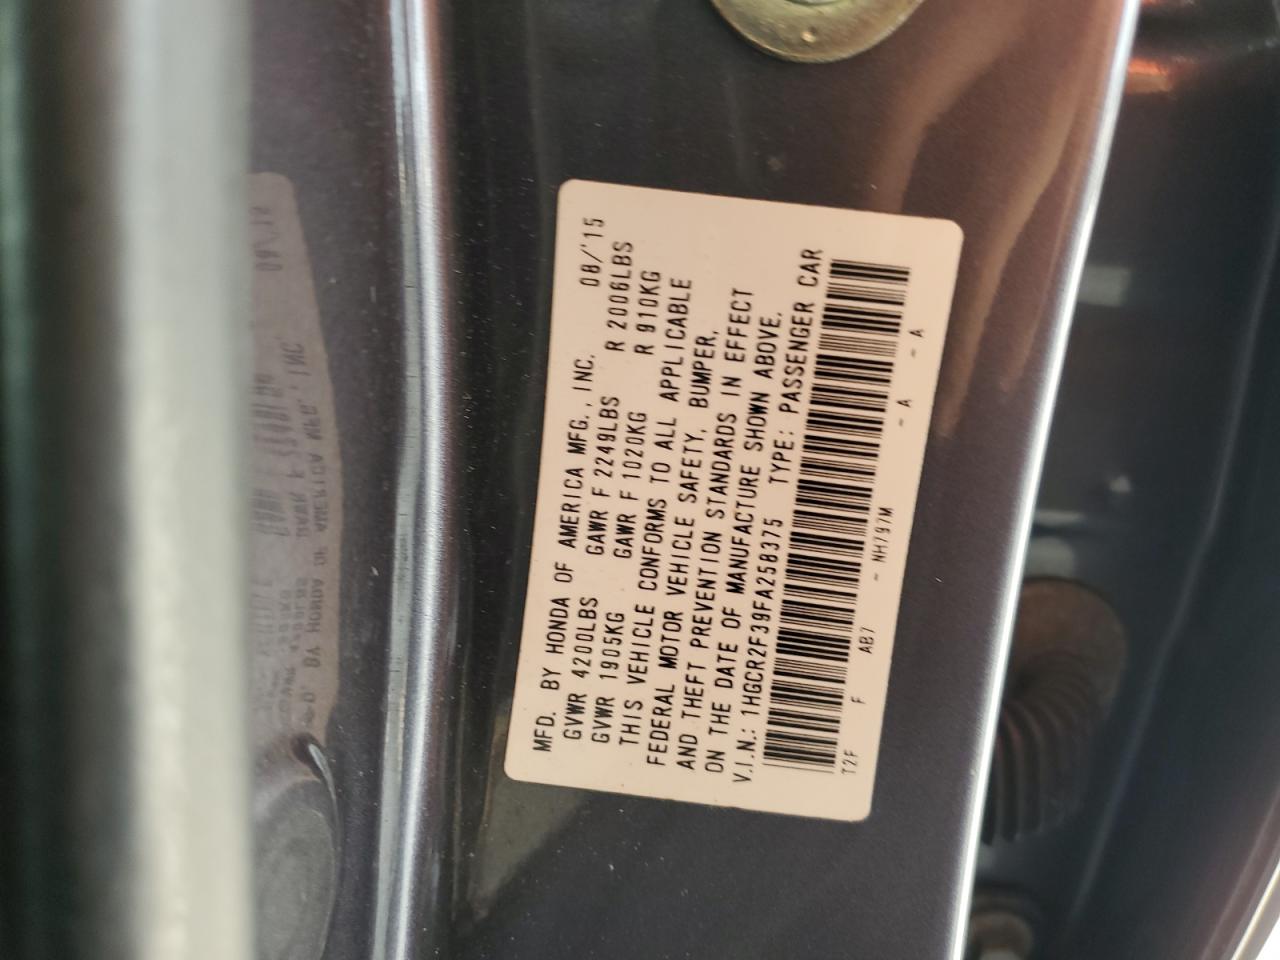 MFD. BY HONDA OF AMERICA MFG., INC. 08/'15
GVWR 4200LBS GAWR F 2249LBS R 2006LBS
GVWR 1905KG GAWR F 1020KG R 910KG
THIS VEHICLE CONFORMS TO ALL APPLICABLE
FEDERAL MOTOR VEHICLE SAFETY, BUMPER,
AND THEFT PREVENTION STANDARDS IN EFFECT
ON THE DATE OF MANUFACTURE SHOWN ABOVE.
V.I.N.: 1HGCR2F39FA258375 TYPE: PASSENGER CAR
T2F F AB7 - NH797M - A - A